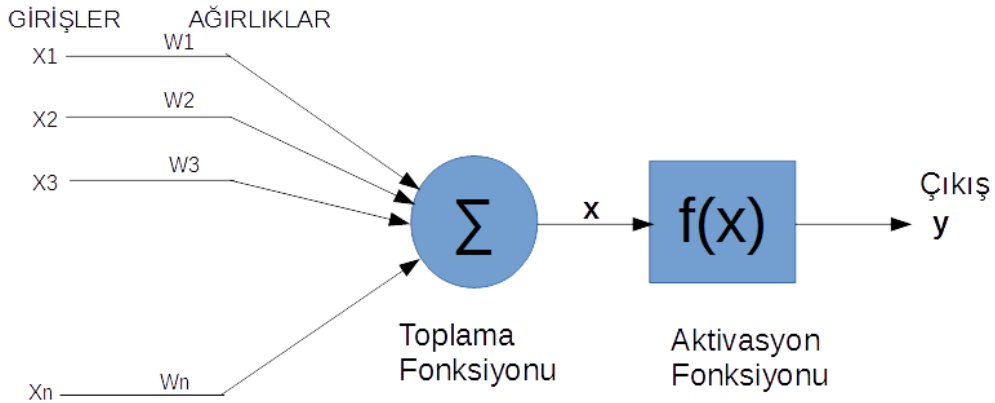 GİRİŞLER AĞIRLIKLAR
X1 W1
X2 W2
X3 W3
∑ x f(x) Çıkış
y
Toplama
Fonksiyonu
Aktivasyon
Fonksiyonu
Xn Wn